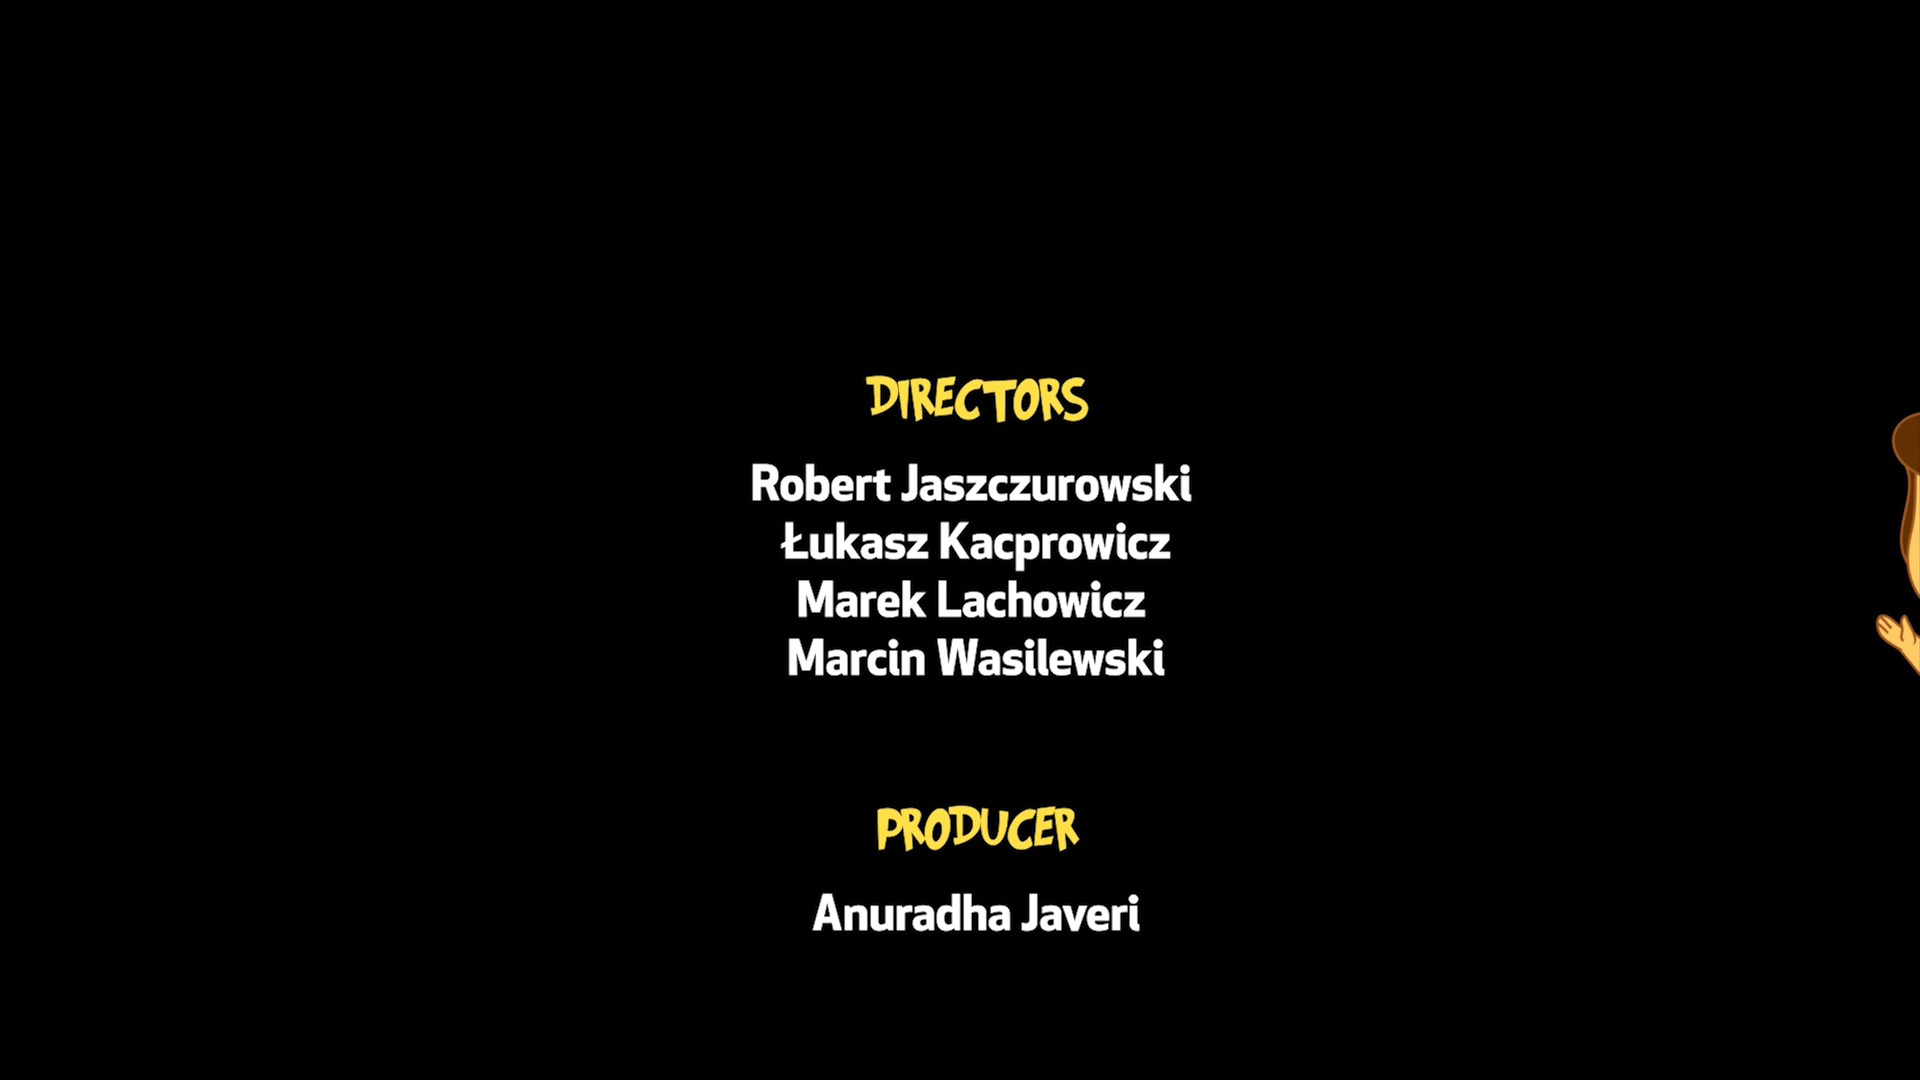 DIRECTORS
Robert Jaszczurowski
Łukasz Kacprowicz
Marek Lachowicz
Marcin Wasilewski
PRODUCER
Anuradha Javeri